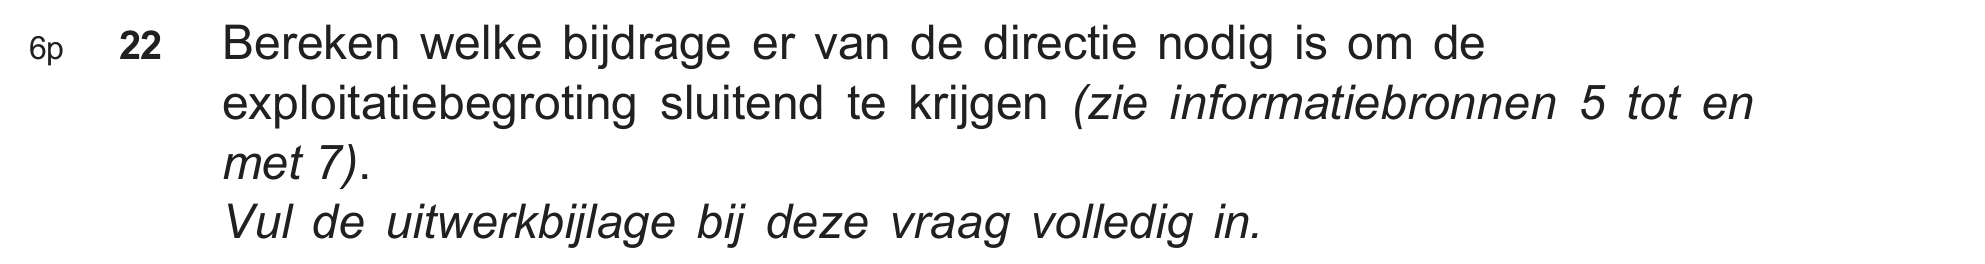 6p 22 Bereken welke bijdrage er van de directie nodig is om de
exploitatiebegroting sluitend te krijgen (zie informatiebronnen 5 tot en
met 7).
Vul de uitwerkbijlage bij deze vraag volledig in.